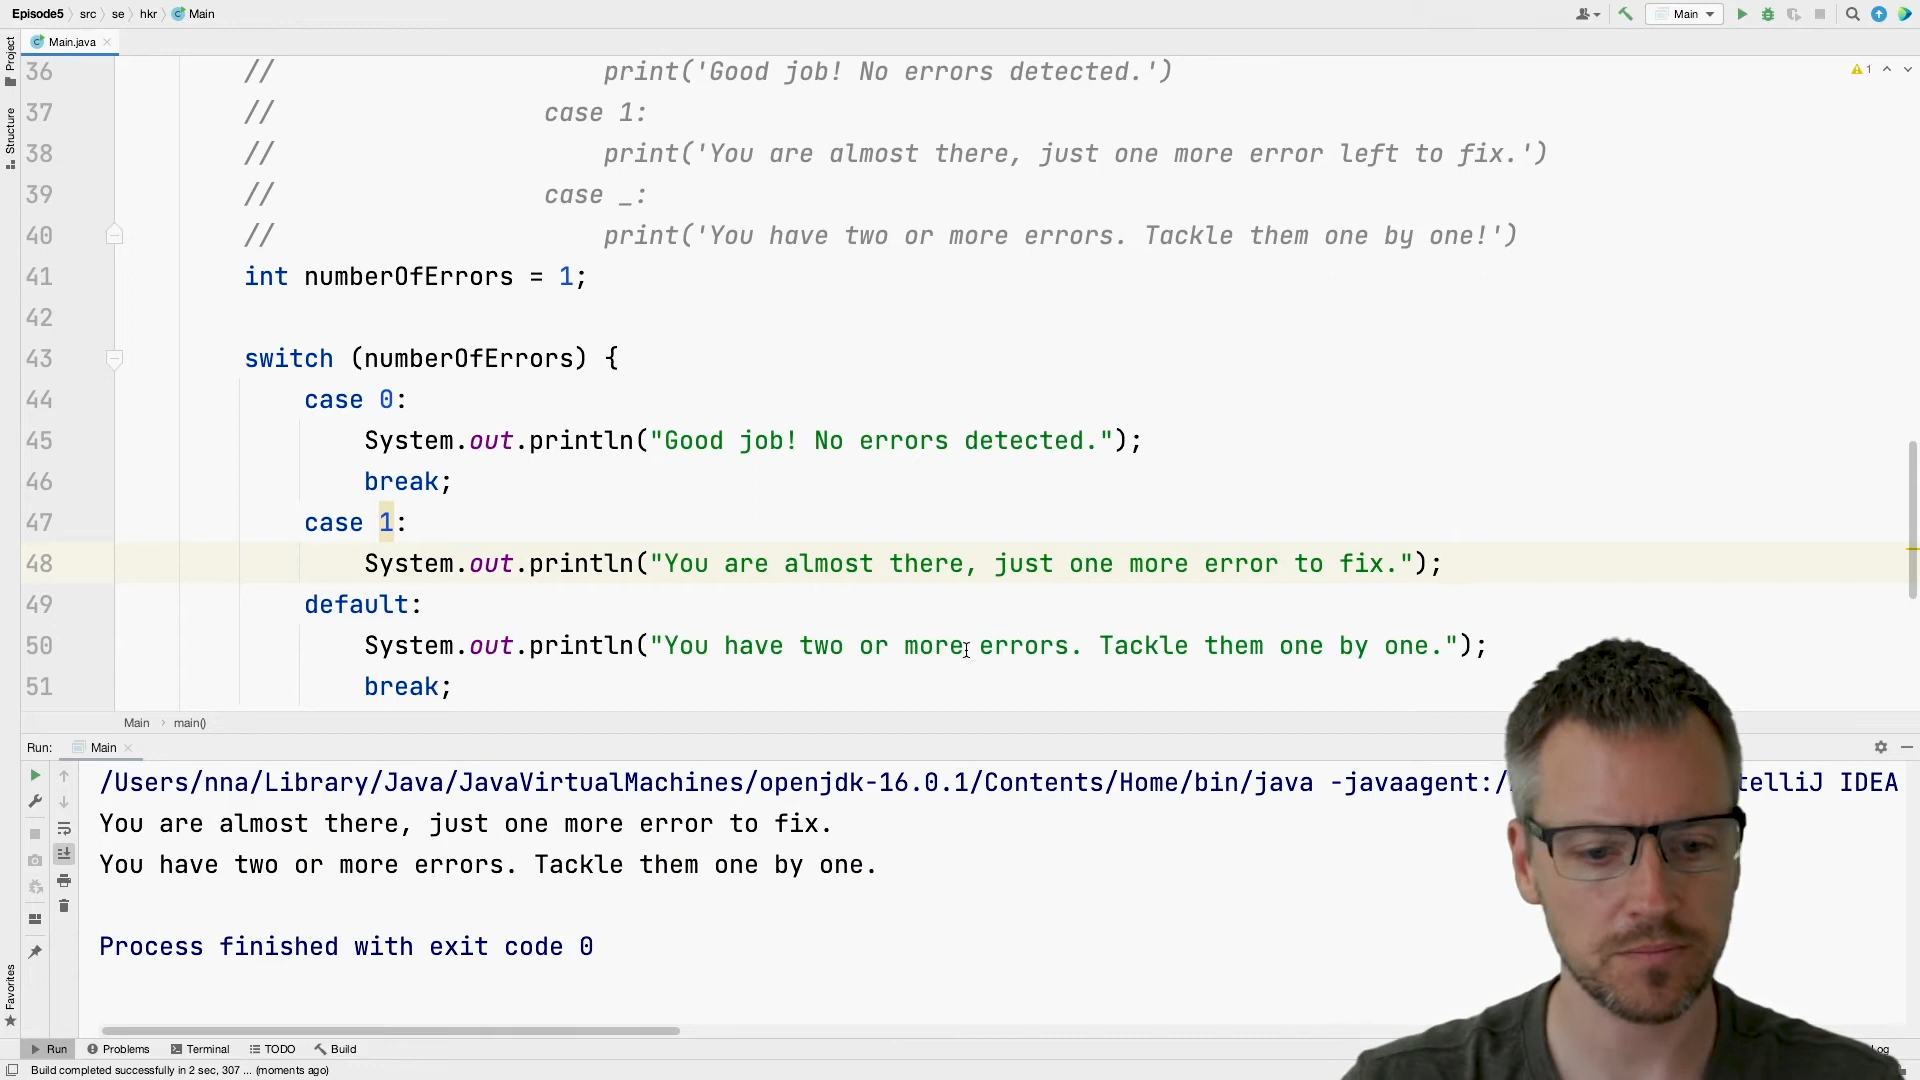 Episode5 src se hkr Main
Main
Main.java
1
Project
Structure
Favorites
36 // print('Good job! No errors detected.')
37 // case 1:
38 // print('You are almost there, just one more error left to fix.')
39 // case _:
40 // print('You have two or more errors. Tackle them one by one!')
41 int numberOfErrors = 1;
42
43 switch (numberOfErrors) {
44 case 0:
45 System.out.println("Good job! No errors detected.");
46 break;
47 case 1:
48 System.out.println("You are almost there, just one more error to fix.");
49 default:
50 System.out.println("You have two or more errors. Tackle them one by one.");
51 break;
Main main()
Run: Main
/Users/nna/Library/Java/JavaVirtualMachines/openjdk-16.0.1/Contents/Home/bin/java -javaagent:/ telliJ IDEA
You are almost there, just one more error to fix.
You have two or more errors. Tackle them one by one.
Process finished with exit code 0
Run Problems Terminal TODO Build
Build completed successfully in 2 sec, 307 ... (moments ago)